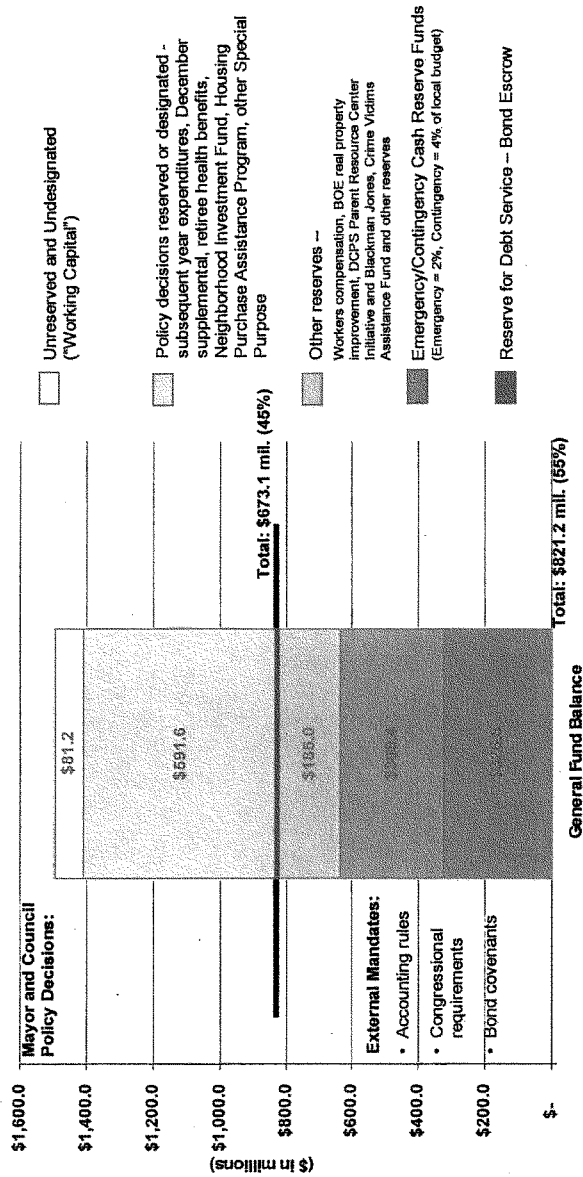 $1,600.0
$1,400.0
$1,200.0
$1,000.0
$800.0
$600.0
$400.0
$200.0
$-
($ in millions)
Mayor and Council
Policy Decisions:
External Mandates:
• Accounting rules
• Congressional
requirements
• Bond covenants
$81.2
$591.6
General Fund Balance
Total: $673.1 mil. (45%)
Total: $821.2 mil. (55%)
Unreserved and Undesignated
("Working Capital")
Policy decisions reserved or designated -
subsequent year expenditures, December
supplemental, retiree health benefits,
Neighborhood Investment Fund, Housing
Purchase Assistance Program, other Special
Purpose
Other reserves –
Workers compensation, BOE real property
improvement, DCPS Parent Resource Center
Initiative and Blackman Jones, Crime Victims
Assistance Fund and other reserves
Emergency/Contingency Cash Reserve Funds
(Emergency = 2%, Contingency = 4% of local budget)
Reserve for Debt Service – Bond Escrow